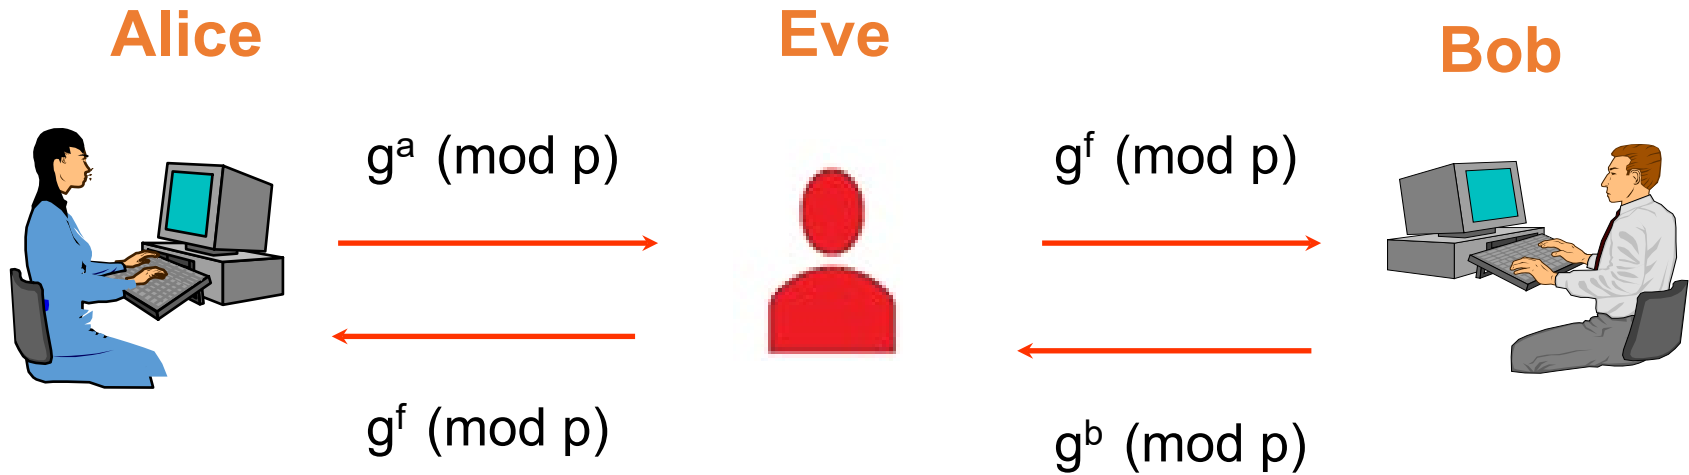 Alice
Eve
Bob
gᵃ (mod p)
gᶠ (mod p)
gᶠ (mod p)
gᵇ (mod p)